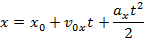 x = x₀ + v₀ₓt + aₓt²/2